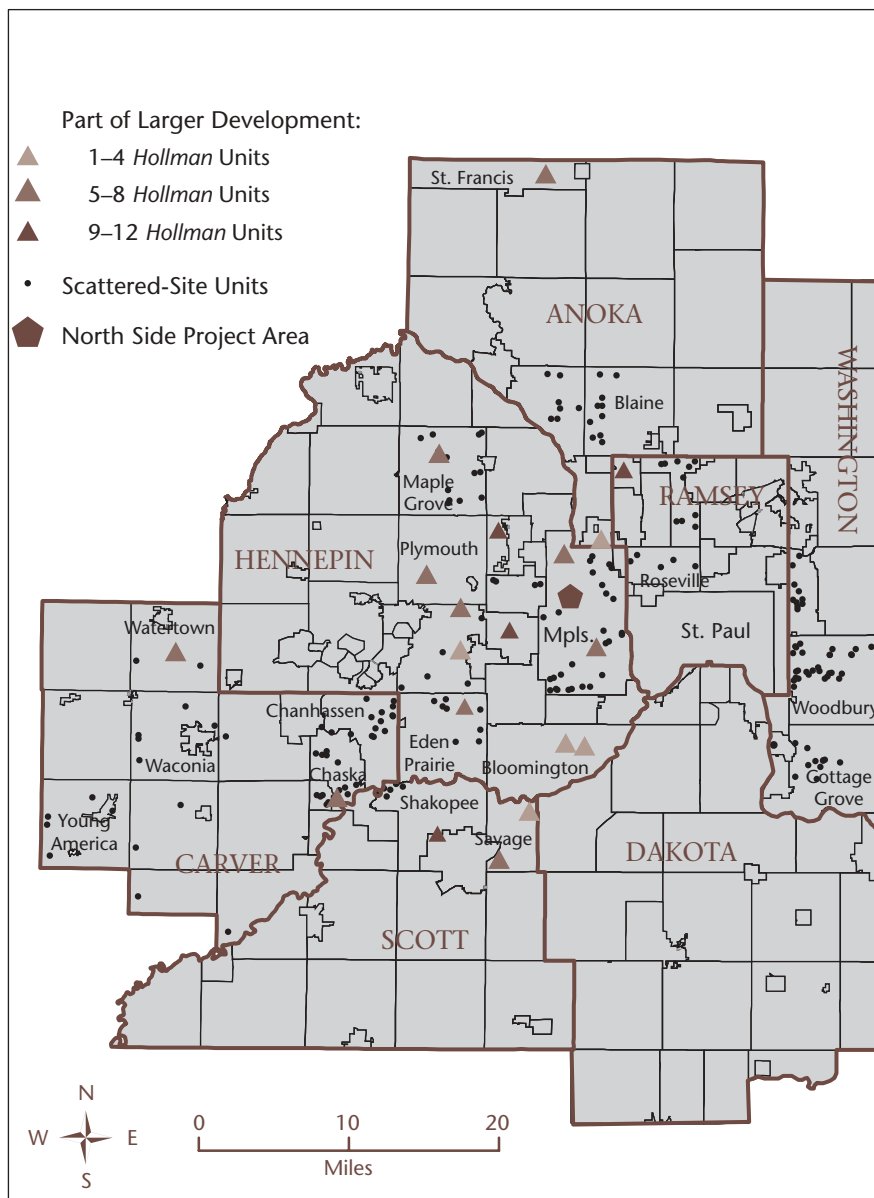 Part of Larger Development:
1–4 Hollman Units
5–8 Hollman Units
9–12 Hollman Units
Scattered-Site Units
North Side Project Area
St. Francis
ANOKA
WASHINGTON
Blaine
Maple
Grove
RAMSEY
HENNEPIN
Plymouth
Roseville
Mpls.
St. Paul
Watertown
Chanhassen
Woodbury
Waconia
Eden
Prairie
Bloomington
Chaska
Cottage
Grove
Shakopee
Young
America
Savage
CARVER
DAKOTA
SCOTT
N
W
E
S
0
10
20
Miles